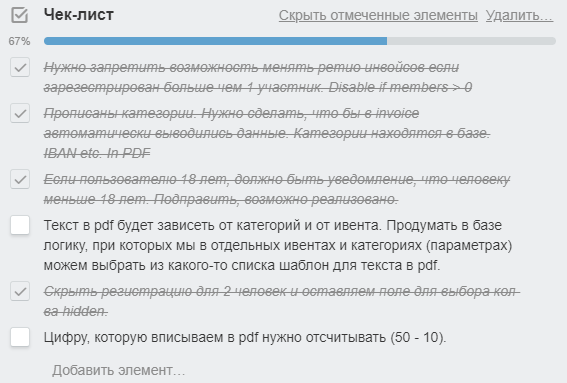 Чек-лист
Скрыть отмеченные элементы Удалить...
67%
Нужно запретить возможность менять ретио инвойсов если
зарегестрирован больше чем 1 участник. Disable if members > 0
Прописаны категории. Нужно сделать, что бы в invoice
автоматически выводились данные. Категории находятся в базе.
IBAN etc. In PDF
Если пользователю 18 лет, должно быть уведомление, что человеку
меньше 18 лет. Подправить, возможно реализовано.
Текст в pdf будет зависеть от категорий и от ивента. Продумать в базе
логику, при которых мы в отдельных ивентах и категориях (параметрах)
можем выбрать из какого-то списка шаблон для текста в pdf.
Скрыть регистрацию для 2 человек и оставляем поле для выбора кол-
ва hidden.
Цифру, которую вписываем в pdf нужно отсчитывать (50 - 10).
Добавить элемент...